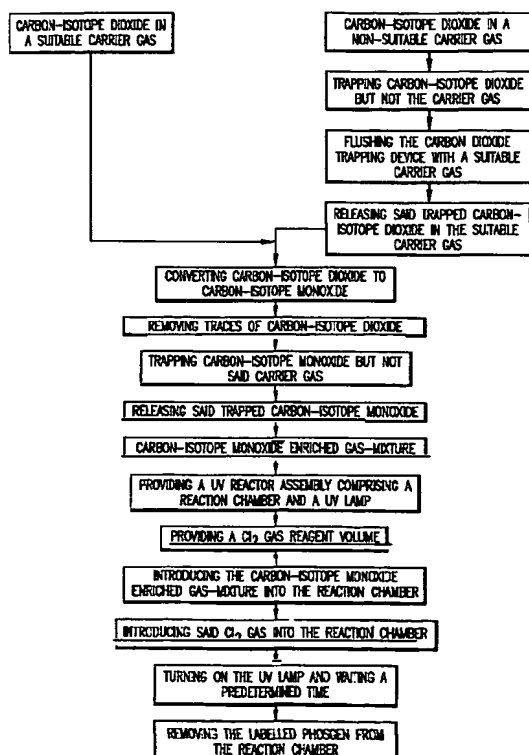 CARBON-ISOTOPE DIOXIDE IN
A SUITABLE CARRIER GAS
CARBON-ISOTOPE DIOXIDE IN A
NON-SUITABLE CARRIER GAS
TRAPPING CARBON-ISOTOPE DIOXIDE
BUT NOT THE CARRIER GAS
FLUSHING THE CARBON DIOXIDE
TRAPPING DEVICE WITH A SUITABLE
CARRIER GAS
RELEASING SAID TRAPPED CARBON-
ISOTOPE DIOXIDE IN THE SUITABLE
CARRIER GAS
CONVERTING CARBON-ISOTOPE DIOXIDE TO
CARBON-ISOTOPE MONOXIDE
REMOVING TRACES OF CARBON-ISOTOPE DIOXIDE
TRAPPING CARBON-ISOTOPE MONOXIDE BUT NOT
SAID CARRIER GAS
RELEASING SAID TRAPPED CARBON-ISOTOPE MONOXIDE
CARBON-ISOTOPE MONOXIDE ENRICHED GAS-MIXTURE
PROVIDING A UV REACTOR ASSEMBLY COMPRISING A
REACTION CHAMBER AND A UV LAMP
PROVIDING A Cl₂ GAS REAGENT VOLUME
INTRODUCING THE CARBON-ISOTOPE MONOXIDE
ENRICHED GAS-MIXTURE INTO THE REACTION CHAMBER
INTRODUCING SAID Cl₂ GAS INTO THE REACTION CHAMBER
TURNING ON THE UV LAMP AND WAITING A
PREDETERMINED TIME
REMOVING THE LABELLED PHOSGEN FROM
THE REACTION CHAMBER